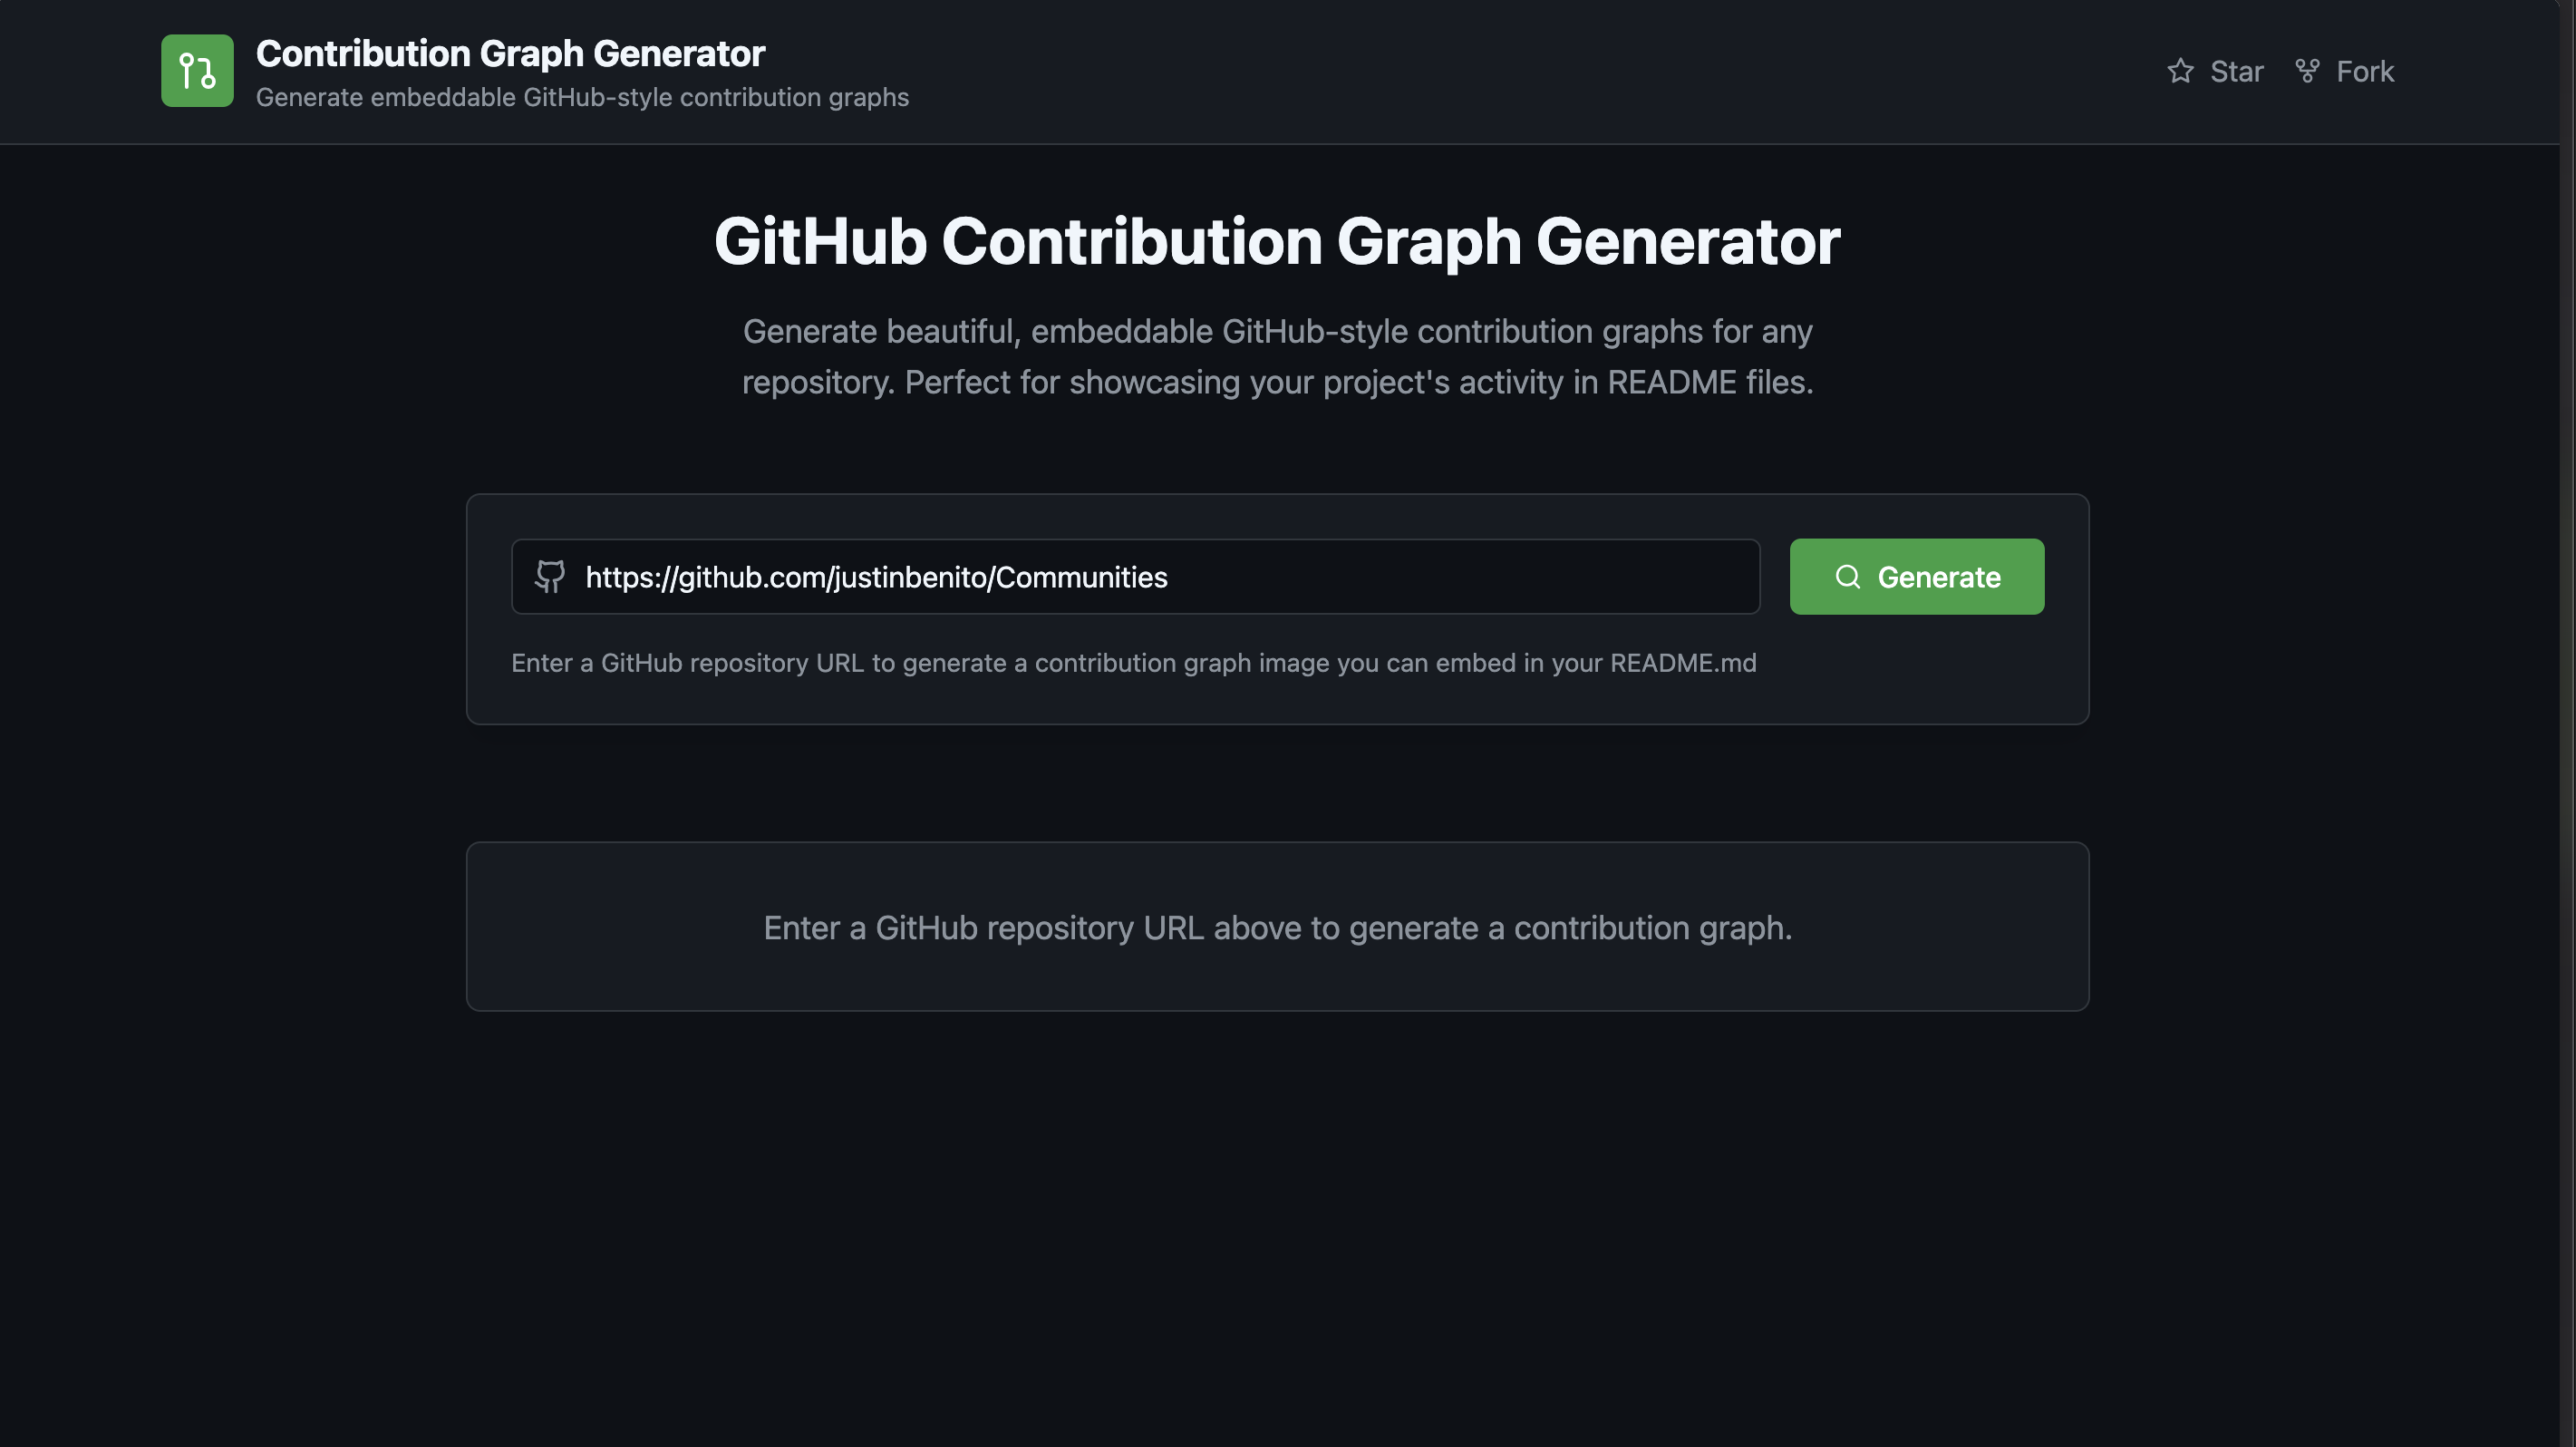 Contribution Graph Generator
Generate embeddable GitHub-style contribution graphs
Star
Fork
GitHub Contribution Graph Generator
Generate beautiful, embeddable GitHub-style contribution graphs for any
repository. Perfect for showcasing your project's activity in README files.
https://github.com/justinbenito/Communities
Generate
Enter a GitHub repository URL to generate a contribution graph image you can embed in your README.md
Enter a GitHub repository URL above to generate a contribution graph.